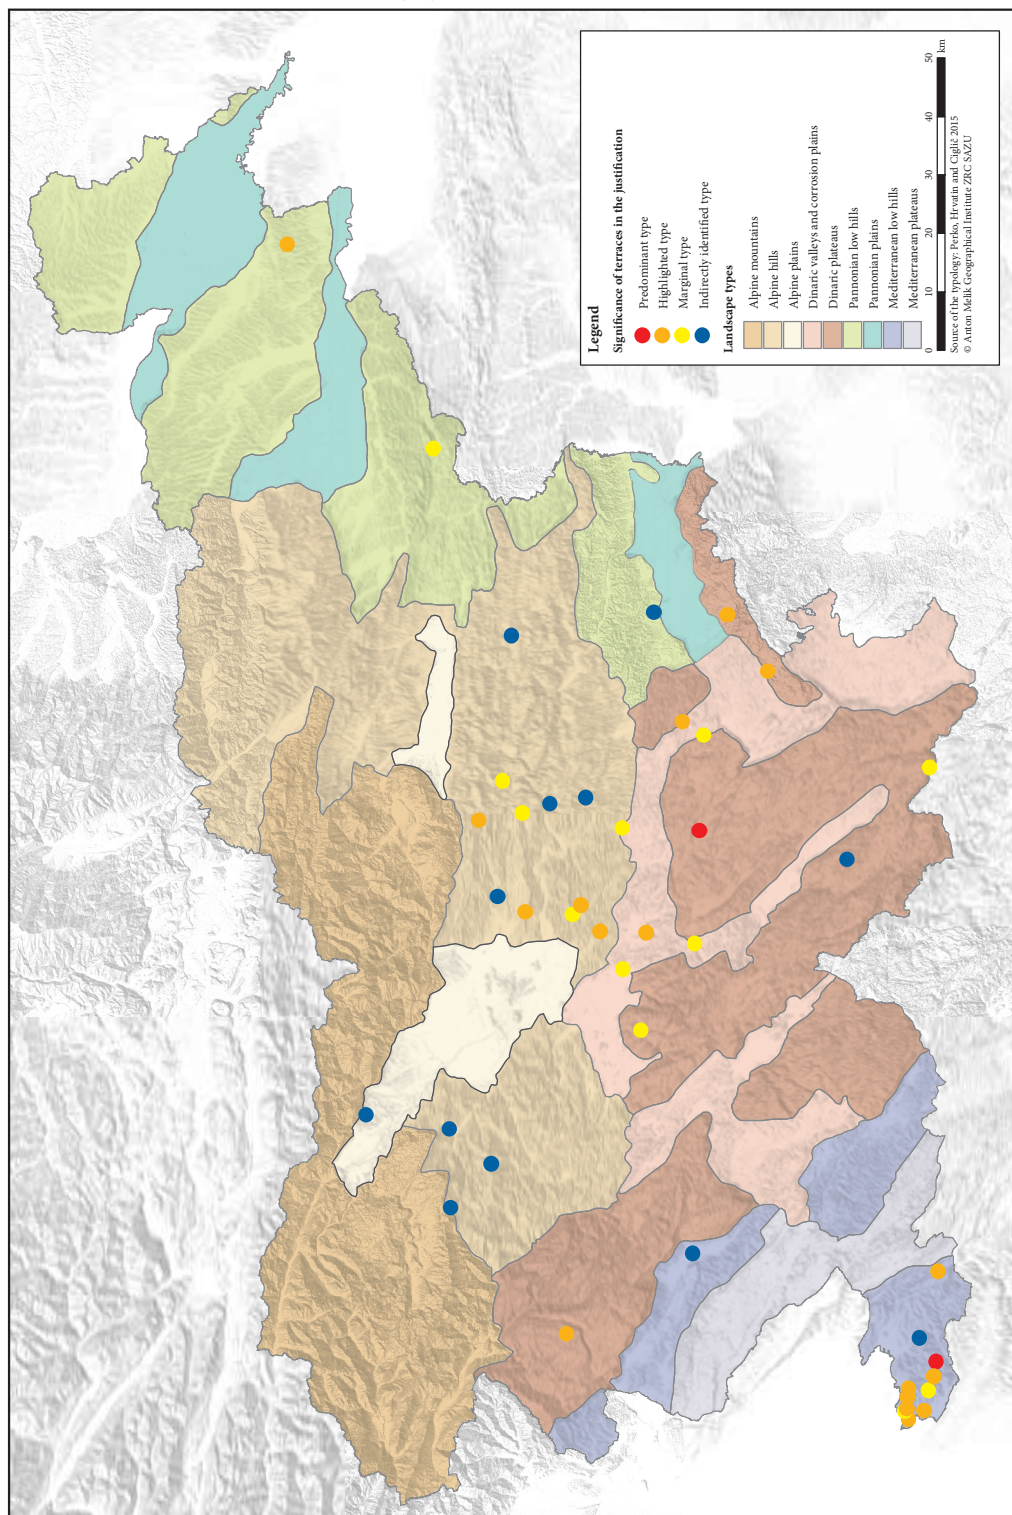 Legend
Significance of terraces in the justification
Predominant type
Highlighted type
Marginal type
Indirectly identified type
Landscape types
Alpine mountains
Alpine hills
Alpine plains
Dinaric valleys and corrosion plains
Dinaric plateaus
Pannonian low hills
Pannonian plains
Mediterranean low hills
Mediterranean plateaus
0 10 20 30 40 50
km
Source of the typology: Perko, Hrvatin and Ciglič 2015
© Anton Melik Geographical Institute ZRC SAZU